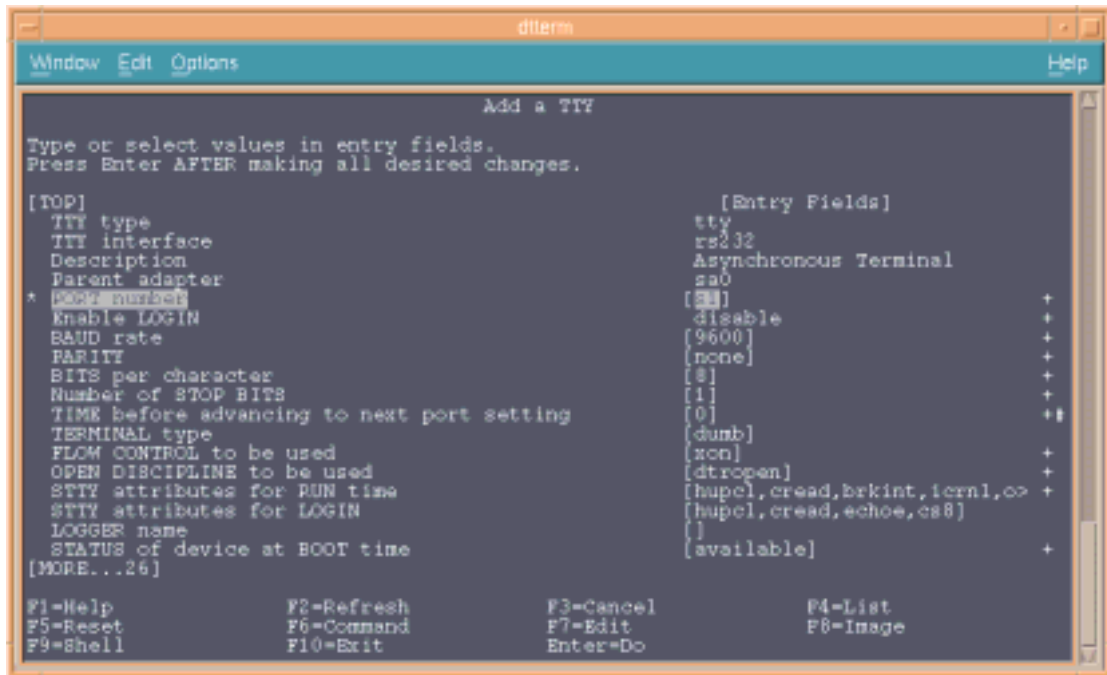 dtterm
Window Edit Options Help
Add a TTY
Type or select values in entry fields.
Press Enter AFTER making all desired changes.
[TOP] [Entry Fields]
TTY type tty
TTY interface rs232
Description Asynchronous Terminal
Parent adapter sa0
* PORT number [s1] +
Enable LOGIN disable +
BAUD rate [9600] +
PARITY [none] +
BITS per character [8] +
Number of STOP BITS [1] +
TIME before advancing to next port setting [0] +#
TERMINAL type [dumb]
FLOW CONTROL to be used [xon] +
OPEN DISCIPLINE to be used [dtropen] +
STTY attributes for RUN time [hupcl,cread,brkint,icrnl,o> +
STTY attributes for LOGIN [hupcl,cread,echoe,cs8]
LOGGER name []
STATUS of device at BOOT time [available] +
[MORE...26]
F1=Help F2=Refresh F3=Cancel F4=List
F5=Reset F6=Command F7=Edit F8=Image
F9=Shell F10=Exit Enter=Do